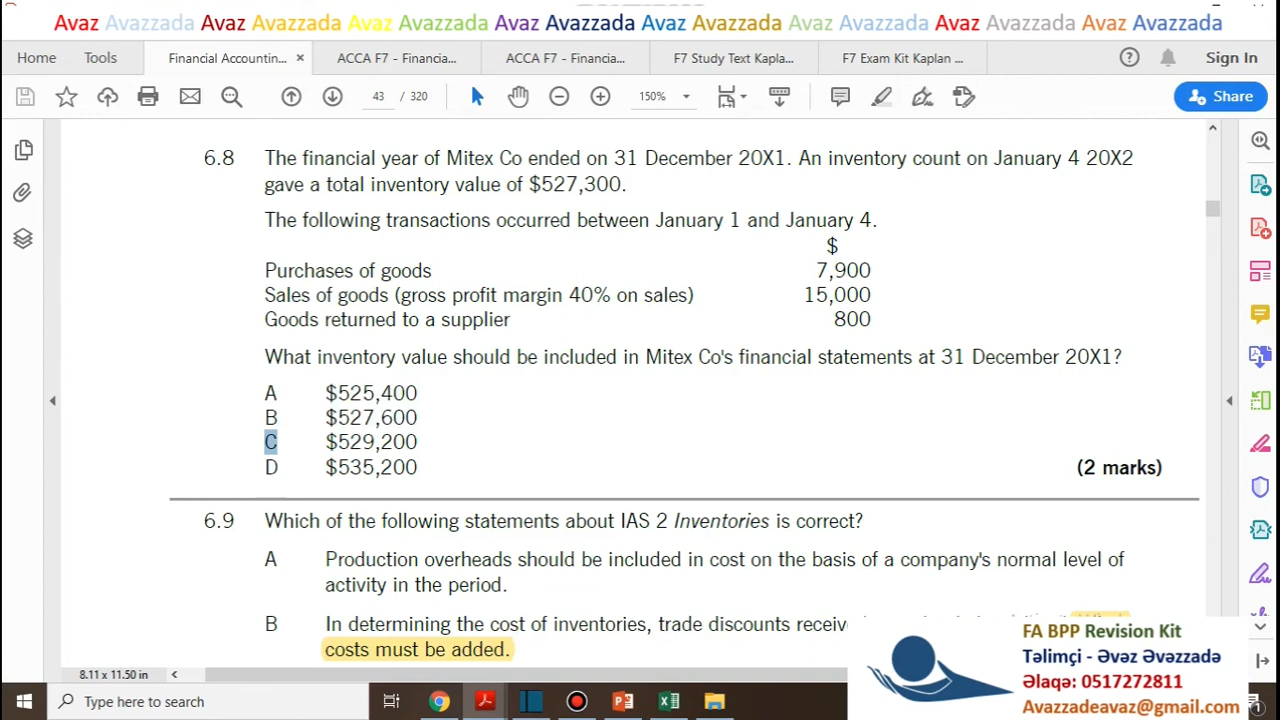 Avaz Avazzada Avaz Avazzada Avaz Avazzada Avaz Avazzada Avaz Avazzada Avaz Avazzada Avaz Avazzada Avaz Avazzada
Home Tools Financial Accountin... × ACCA F7 - Financia... ACCA F7 - Financia... F7 Study Text Kapla... F7 Exam Kit Kaplan ... Sign In
43 / 320 150% Share
6.8 The financial year of Mitex Co ended on 31 December 20X1. An inventory count on January 4 20X2
gave a total inventory value of $527,300.
The following transactions occurred between January 1 and January 4.
$
Purchases of goods 7,900
Sales of goods (gross profit margin 40% on sales) 15,000
Goods returned to a supplier 800
What inventory value should be included in Mitex Co's financial statements at 31 December 20X1?
A $525,400
B $527,600
C $529,200
D $535,200 (2 marks)
6.9 Which of the following statements about IAS 2 Inventories is correct?
A Production overheads should be included in cost on the basis of a company's normal level of
activity in the period.
B In determining the cost of inventories, trade discounts receiv
costs must be added.
FA BPP Revision Kit
Təlimçi - Əvəz Əvəzzadə
Əlaqə: 0517272811
Avazzadeavaz@gmail.com
8.11 x 11.50 in
Type here to search